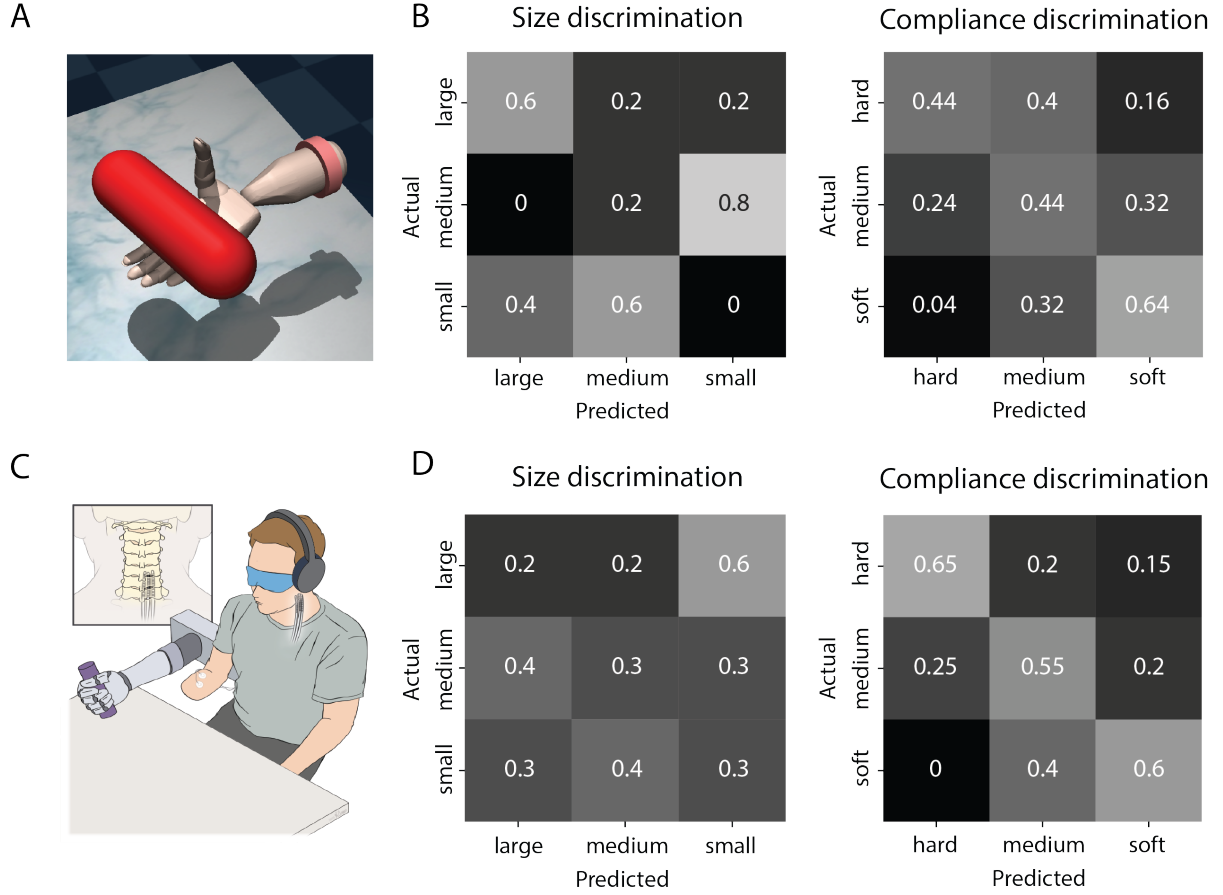 A
B
Size discrimination
Compliance discrimination
Actual
large
medium
small
0.6 0.2 0.2
0 0.2 0.8
0.4 0.6 0
large medium small
Predicted
Actual
hard
medium
soft
0.44 0.4 0.16
0.24 0.44 0.32
0.04 0.32 0.64
hard medium soft
Predicted
C
D
Size discrimination
Compliance discrimination
Actual
large
medium
small
0.2 0.2 0.6
0.4 0.3 0.3
0.3 0.4 0.3
large medium small
Predicted
Actual
hard
medium
soft
0.65 0.2 0.15
0.25 0.55 0.2
0 0.4 0.6
hard medium soft
Predicted